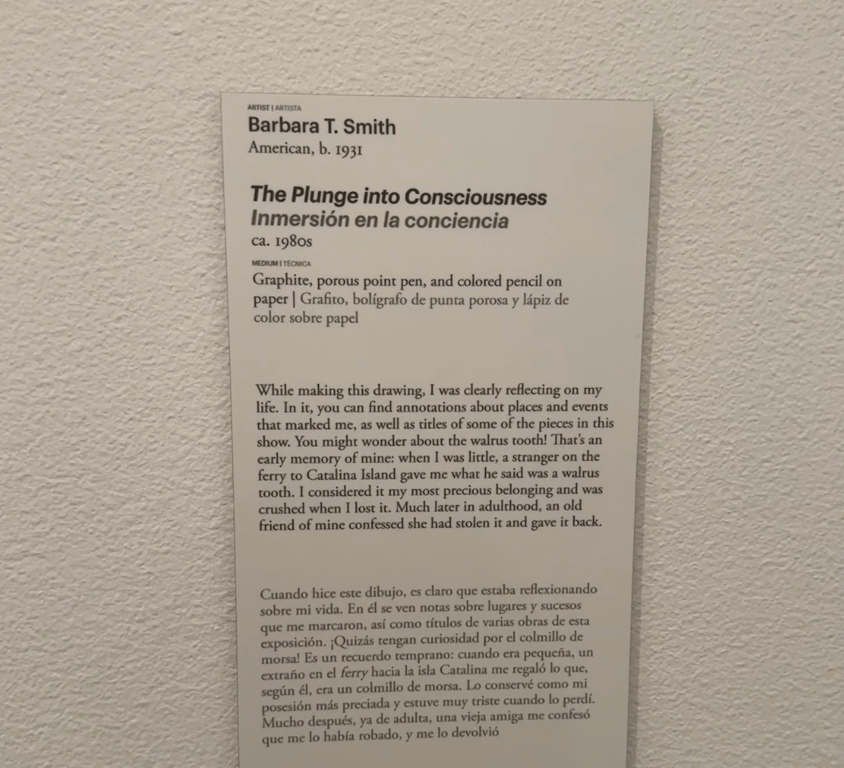 ARTIST | ARTISTA
Barbara T. Smith
American, b. 1931
The Plunge into Consciousness
Inmersión en la conciencia
ca. 1980s
MEDIUM | TÉCNICA
Graphite, porous point pen, and colored pencil on
paper | Grafito, bolígrafo de punta porosa y lápiz de
color sobre papel
While making this drawing, I was clearly reflecting on my
life. In it, you can find annotations about places and events
that marked me, as well as titles of some of the pieces in this
show. You might wonder about the walrus tooth! That's an
early memory of mine: when I was little, a stranger on the
ferry to Catalina Island gave me what he said was a walrus
tooth. I considered it my most precious belonging and was
crushed when I lost it. Much later in adulthood, an old
friend of mine confessed she had stolen it and gave it back.
Cuando hice este dibujo, es claro que estaba reflexionando
sobre mi vida. En él se ven notas sobre lugares y sucesos
que me marcaron, así como títulos de varias obras de esta
exposición. ¡Quizás tengan curiosidad por el colmillo de
morsa! Es un recuerdo temprano: cuando era pequeña, un
extraño en el ferry hacia la isla Catalina me regaló lo que,
según él, era un colmillo de morsa. Lo conservé como mi
posesión más preciada y estuve muy triste cuando lo perdí.
Mucho después, ya de adulta, una vieja amiga me confesó
que me lo había robado, y me lo devolvió